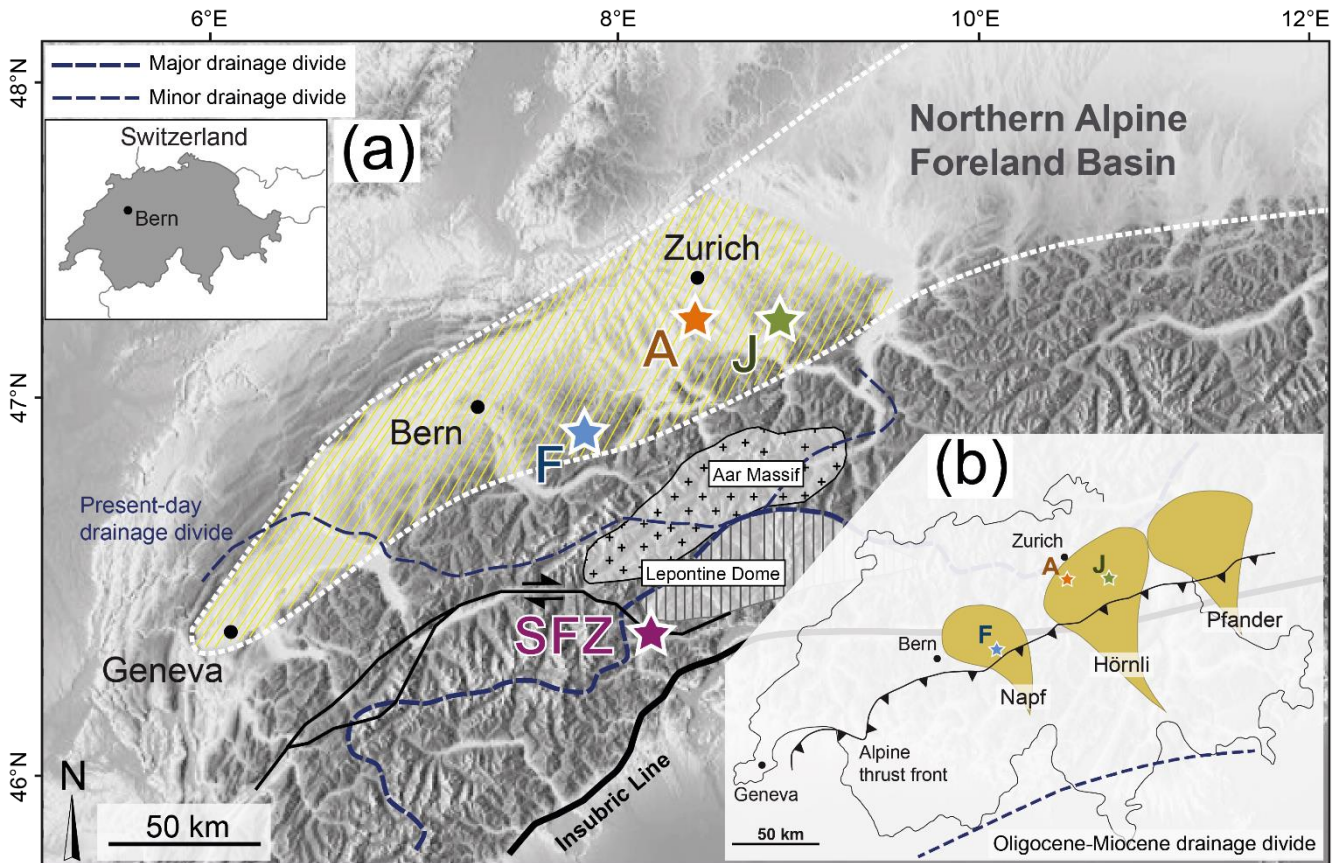 6°E
8°E
10°E
12°E
48°N
47°N
46°N
Major drainage divide
Minor drainage divide
Switzerland
Bern
(a)
Northern Alpine
Foreland Basin
Zurich
A
J
Bern
F
Aar Massif
Present-day
drainage divide
Lepontine Dome
SFZ
Geneva
Insubric Line
N
50 km
(b)
Zurich
A
J
Pfander
Bern
F
Hörnli
Napf
Alpine
thrust front
Geneva
50 km
Oligocene-Miocene drainage divide